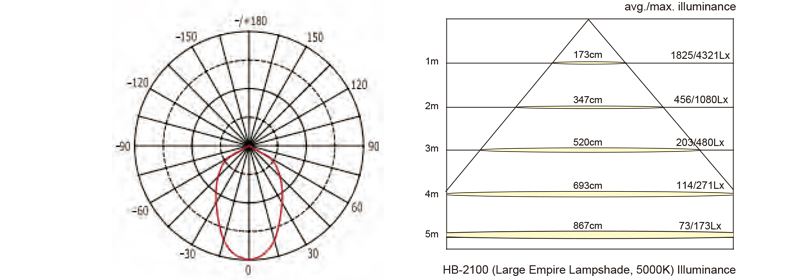 avg./max. illuminance
-/+180
-150 150
-120 120
-90 90
-60 60
-30 30
0
1m 173cm 1825/4321Lx
2m 347cm 456/1080Lx
3m 520cm 203/480Lx
4m 693cm 114/271Lx
5m 867cm 73/173Lx
HB-2100 (Large Empire Lampshade, 5000K) Illuminance